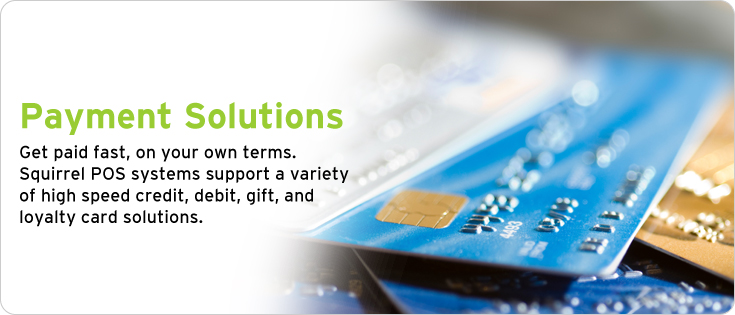 Payment Solutions
Get paid fast, on your own terms.
Squirrel POS systems support a variety
of high speed credit, debit, gift, and
loyalty card solutions.
4493